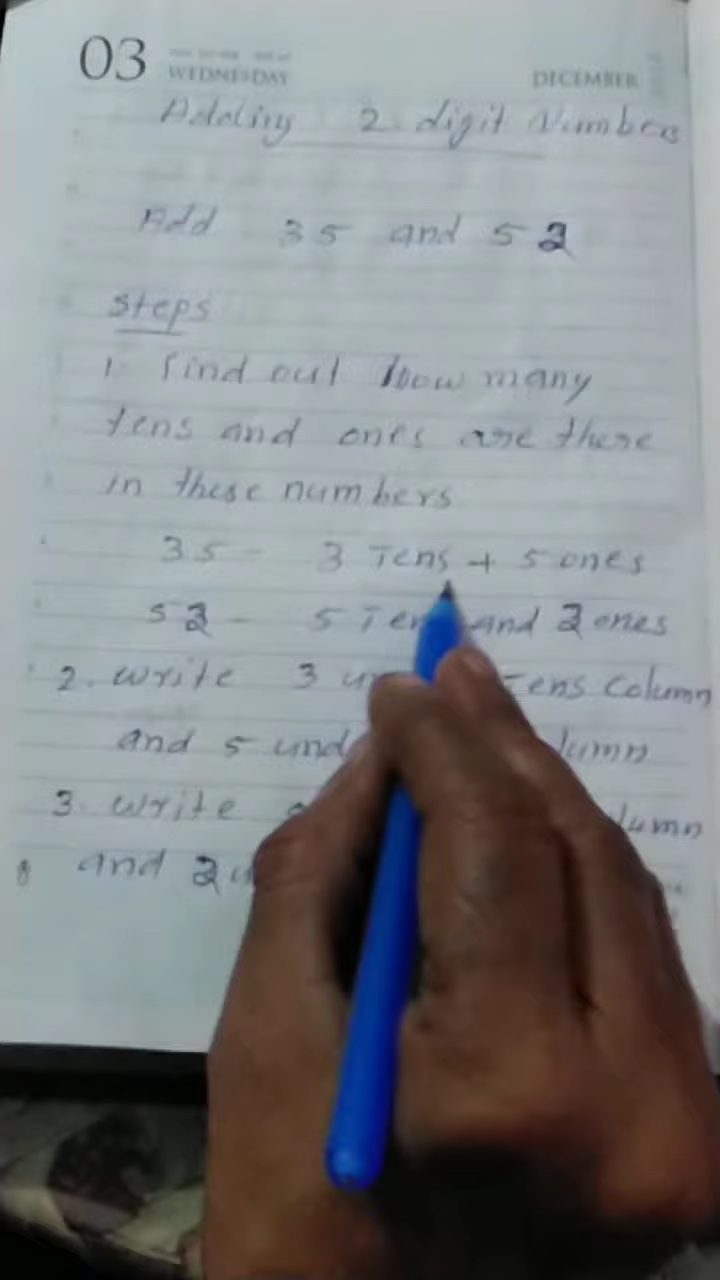 03 WEDNESDAY DECEMBER
Adding 2 digit Numbers
Add 35 and 52
Steps
1. Find out how many
tens and ones are there
in these numbers
35 - 3 Tens + 5 ones
52 - 5 Ten and 2 ones
2. Write 3 Tens Column
and 5 und
3. Write
and 2